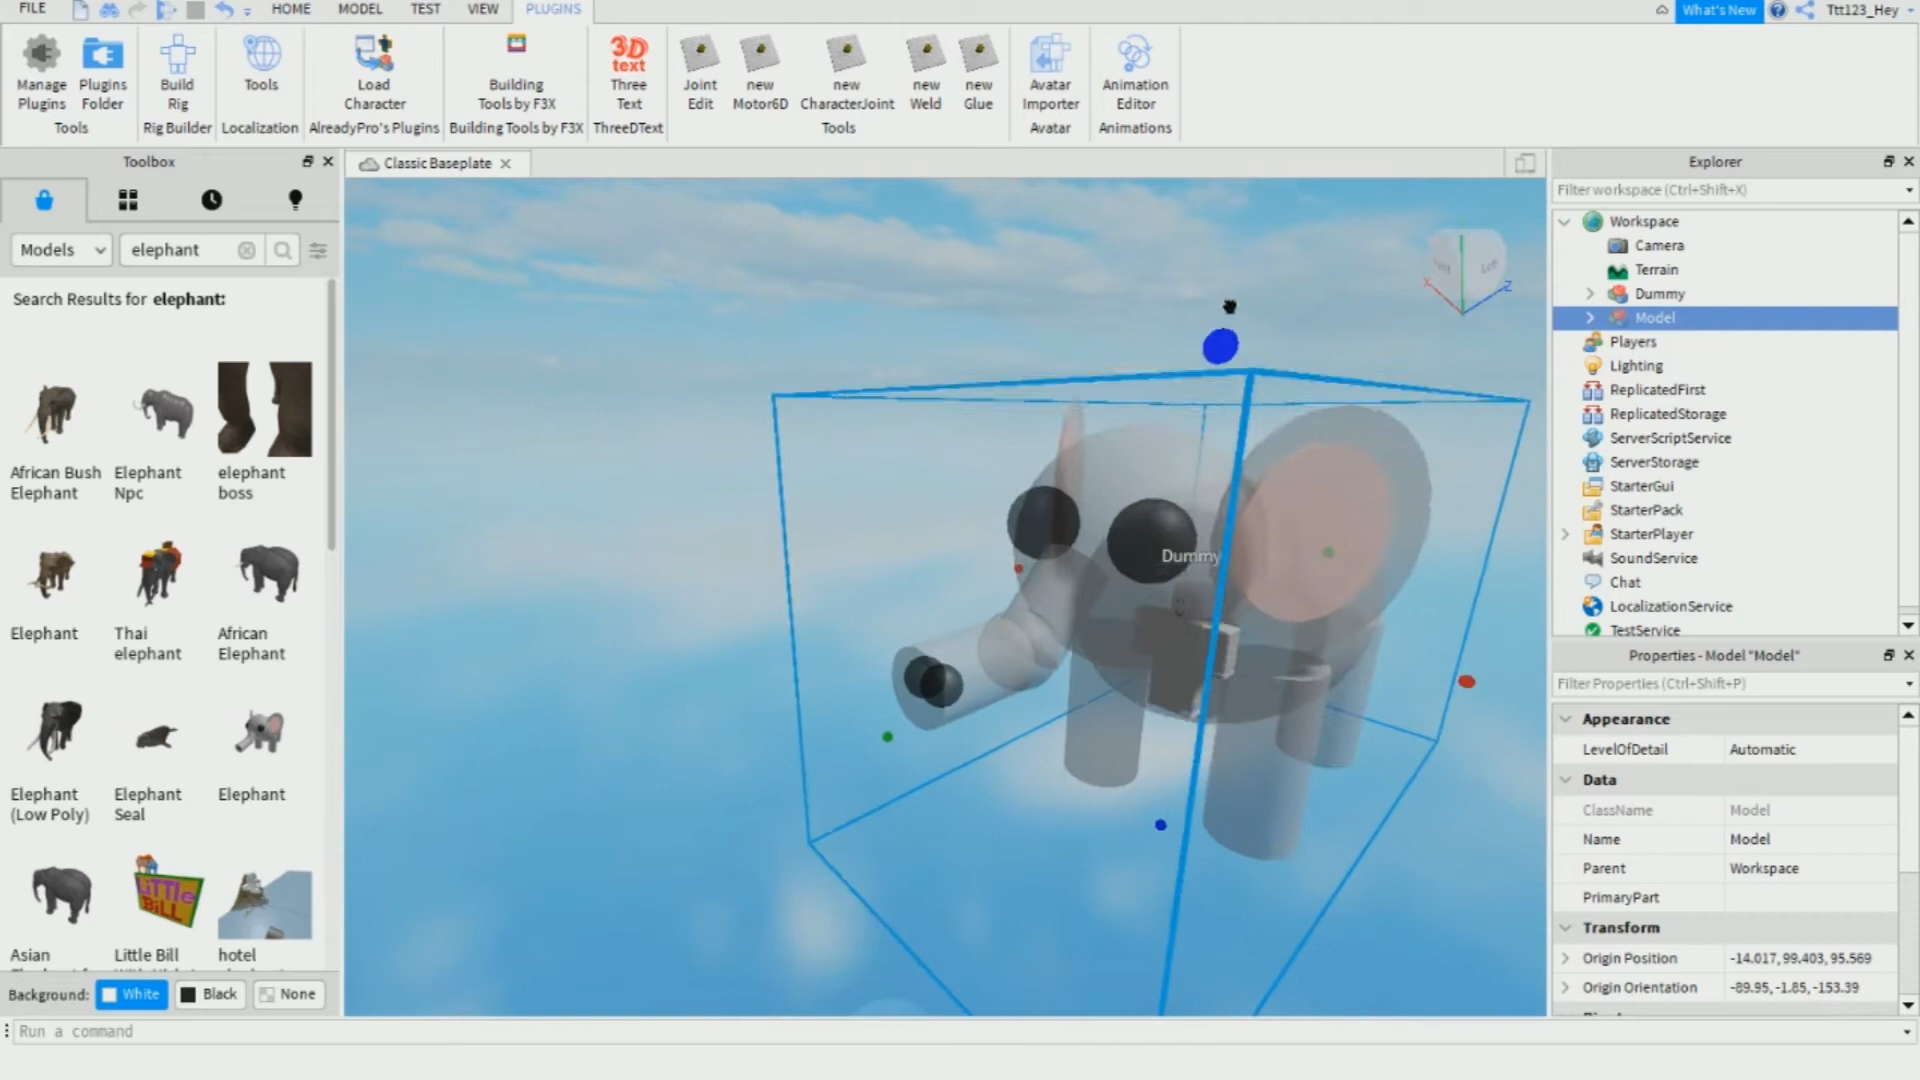 FILE HOME MODEL TEST VIEW PLUGINS What's New Ttt123_Hey
Manage Plugins
Plugins Folder
Tools
Build Rig
Rig Builder
Tools
Localization
Load Character
AlreadyPro's Plugins
Building Tools by F3X
Building Tools by F3X
3D text
Three Text
ThreeDText
Joint Edit
new Motor6D
new CharacterJoint
new Weld
new Glue
Tools
Avatar Importer
Avatar
Animation Editor
Animations
Toolbox
Classic Baseplate
Models
elephant
Search Results for elephant:
African Bush Elephant
Elephant Npc
elephant boss
Elephant
Thai elephant
African Elephant
Elephant (Low Poly)
Elephant Seal
Elephant
LiTTLe BiLL
Asian
Little Bill
hotel
Background: White Black None
Run a command
Left
Dummy
Explorer
Filter workspace (Ctrl+Shift+X)
Workspace
Camera
Terrain
Dummy
Model
Players
Lighting
ReplicatedFirst
ReplicatedStorage
ServerScriptService
ServerStorage
StarterGui
StarterPack
StarterPlayer
SoundService
Chat
LocalizationService
TestService
Properties - Model "Model"
Filter Properties (Ctrl+Shift+P)
Appearance
LevelOfDetail Automatic
Data
ClassName Model
Name Model
Parent Workspace
PrimaryPart
Transform
Origin Position -14.017, 99.403, 95.569
Origin Orientation -89.95, -1.85, -153.39
X
Z